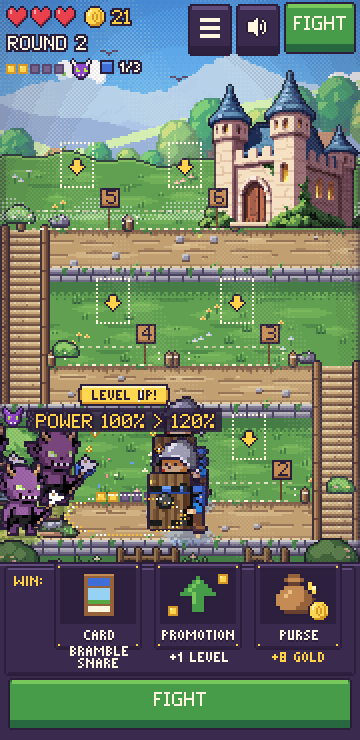 21
FIGHT
ROUND 2
1/3
5
6
4
3
LEVEL UP!
POWER 100% > 120%
2
WIN:
CARD
BRAMBLE
SNARE
PROMOTION
+1 LEVEL
PURSE
+8 GOLD
FIGHT